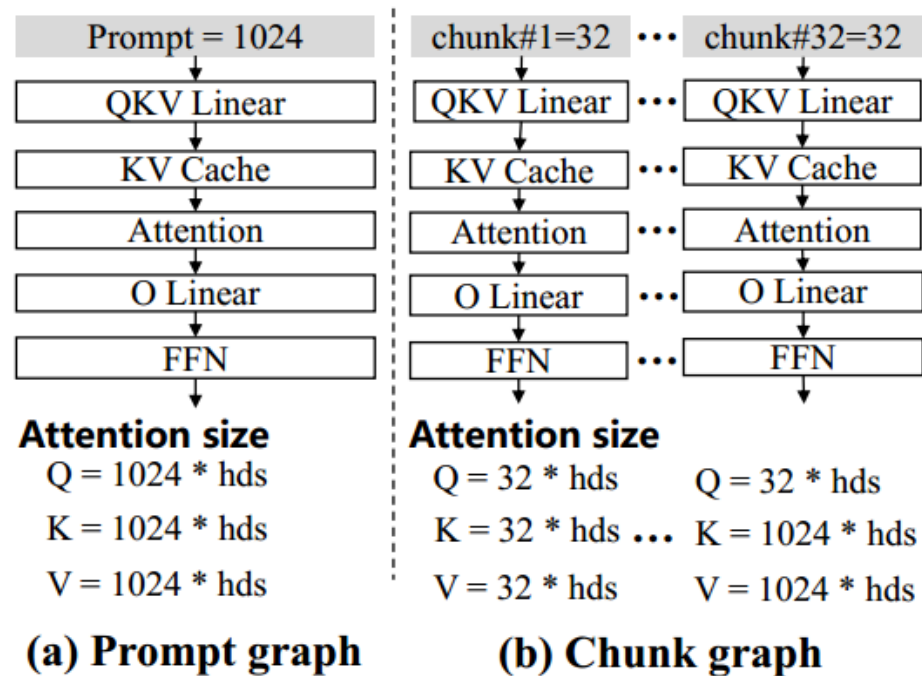 Prompt = 1024
QKV Linear
KV Cache
Attention
O Linear
FFN
Attention size
Q = 1024 * hds
K = 1024 * hds
V = 1024 * hds
(a) Prompt graph
chunk#1=32 ••• chunk#32=32
QKV Linear ••• QKV Linear
KV Cache ••• KV Cache
Attention ••• Attention
O Linear ••• O Linear
FFN ••• FFN
Attention size
Q = 32 * hds Q = 32 * hds
K = 32 * hds ••• K = 1024 * hds
V = 32 * hds V = 1024 * hds
(b) Chunk graph